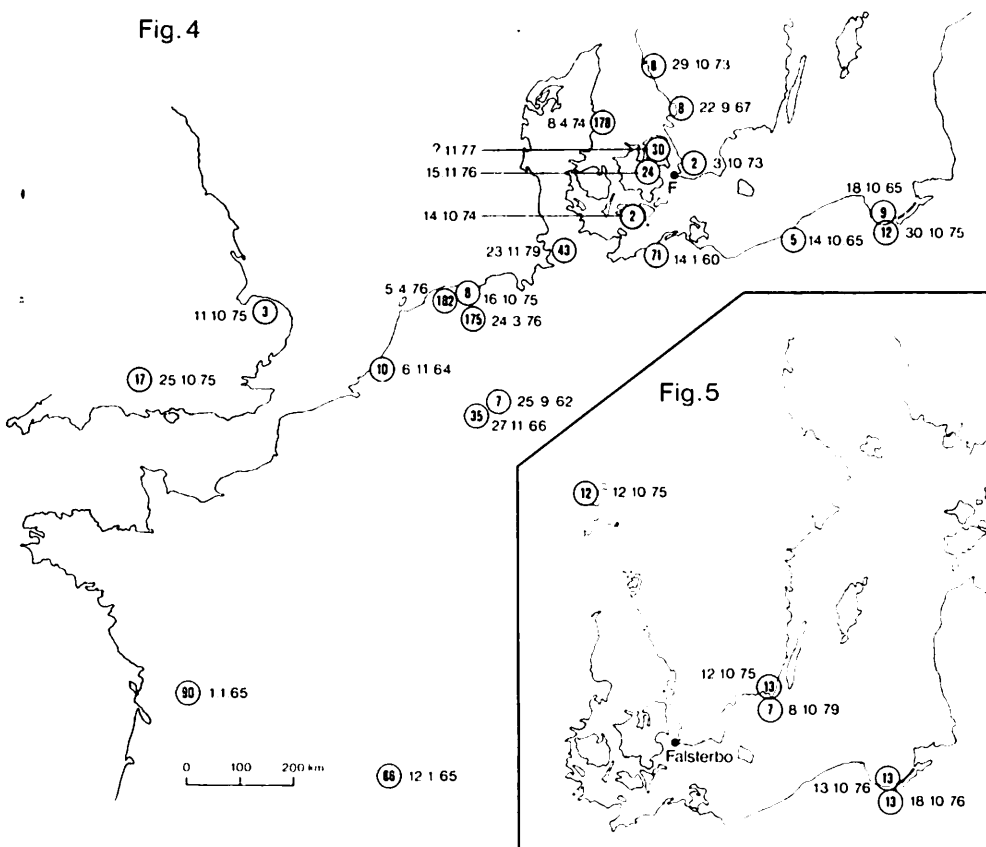 Fig. 4
8 29 10 73
8 22 9 67
8 4 74 178
? 11 77 30
2 3 10 73
15 11 76 24
F
18 10 65
9
14 10 74 2
12 30 10 75
5 14 10 65
23 11 79 43
71 14 1 60
5 4 76
182
8
16 10 75
175 24 3 76
11 10 75 3
10 6 11 64
17 25 10 75
7 25 9 62
35 27 11 66
90 1 1 65
0 100 200 km
66 12 1 65
Fig. 5
12 12 10 75
12 10 75
13
7 8 10 79
Falsterbo
13
13 10 76
13 18 10 76